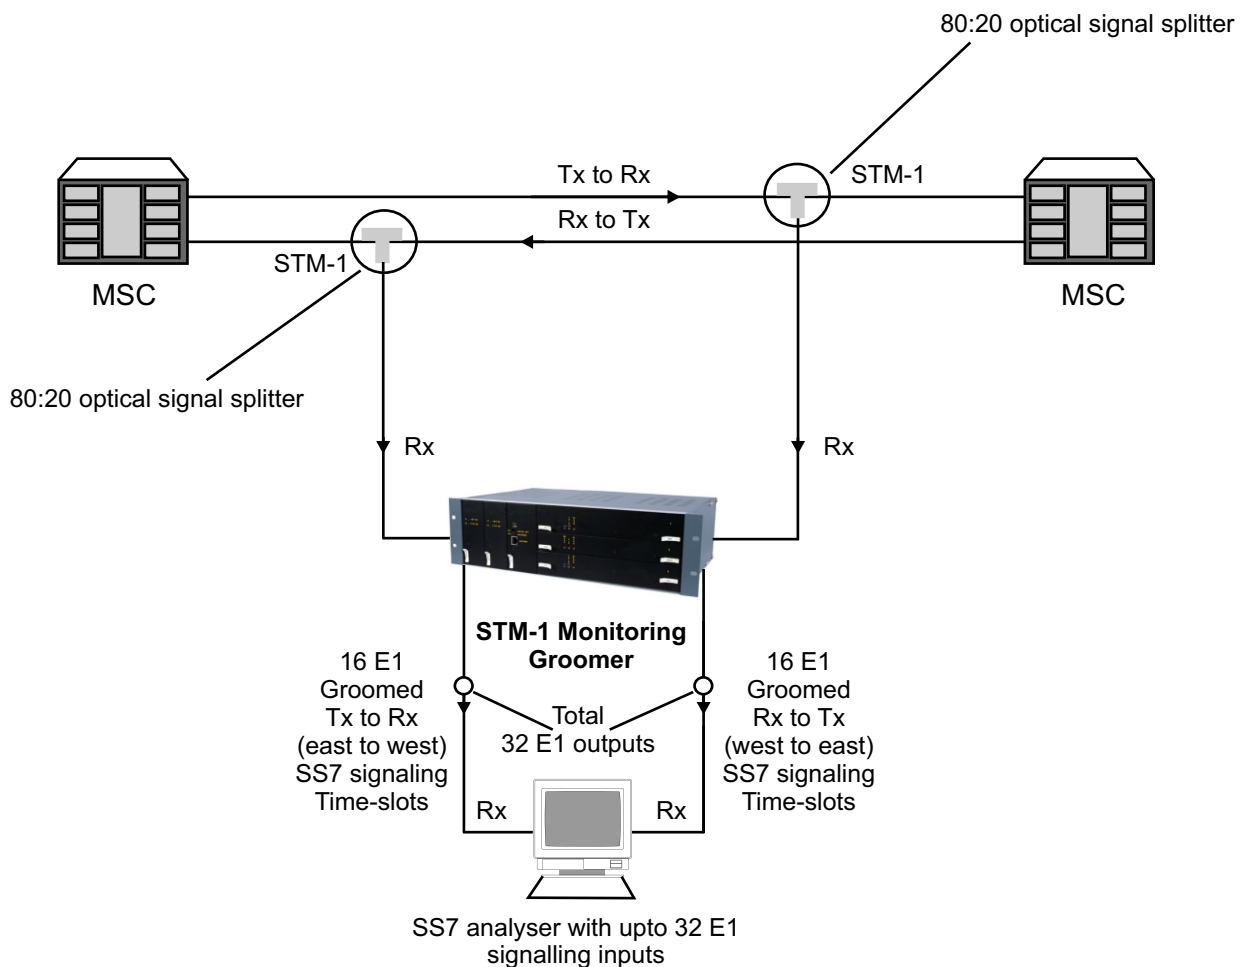 80:20 optical signal splitter
Tx to Rx
STM-1
Rx to Tx
STM-1
MSC
MSC
80:20 optical signal splitter
Rx
Rx
STM-1 Monitoring
Groomer
16 E1
Groomed
Tx to Rx
(east to west)
SS7 signaling
Time-slots
Total
32 E1 outputs
16 E1
Groomed
Rx to Tx
(west to east)
SS7 signaling
Time-slots
Rx
Rx
SS7 analyser with upto 32 E1
signalling inputs